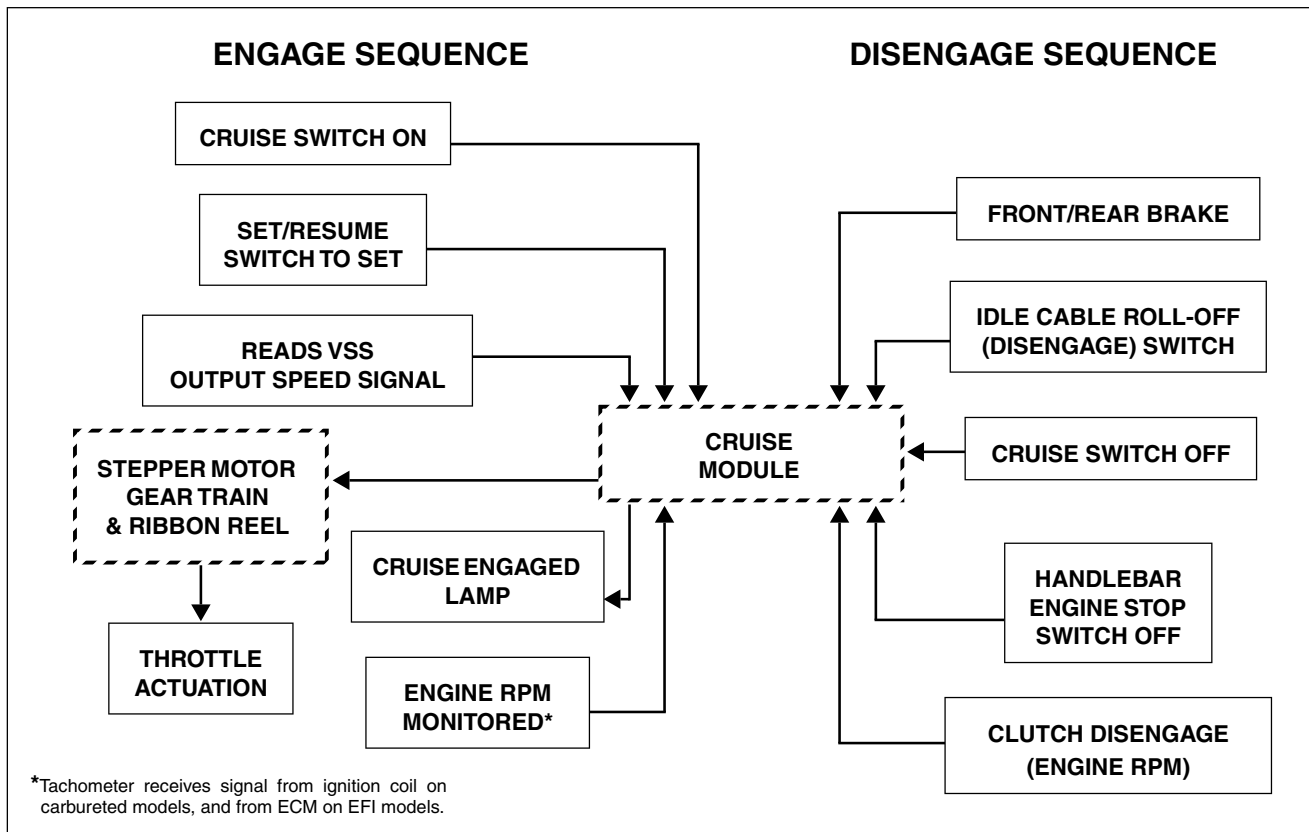 ENGAGE SEQUENCE
DISENGAGE SEQUENCE
CRUISE SWITCH ON
SET/RESUME
SWITCH TO SET
READS VSS
OUTPUT SPEED SIGNAL
STEPPER MOTOR
GEAR TRAIN
& RIBBON REEL
THROTTLE
ACTUATION
CRUISE ENGAGED
LAMP
ENGINE RPM
MONITORED*
CRUISE
MODULE
FRONT/REAR BRAKE
IDLE CABLE ROLL-OFF
(DISENGAGE) SWITCH
CRUISE SWITCH OFF
HANDLEBAR
ENGINE STOP
SWITCH OFF
CLUTCH DISENGAGE
(ENGINE RPM)
*Tachometer receives signal from ignition coil on
carbureted models, and from ECM on EFI models.